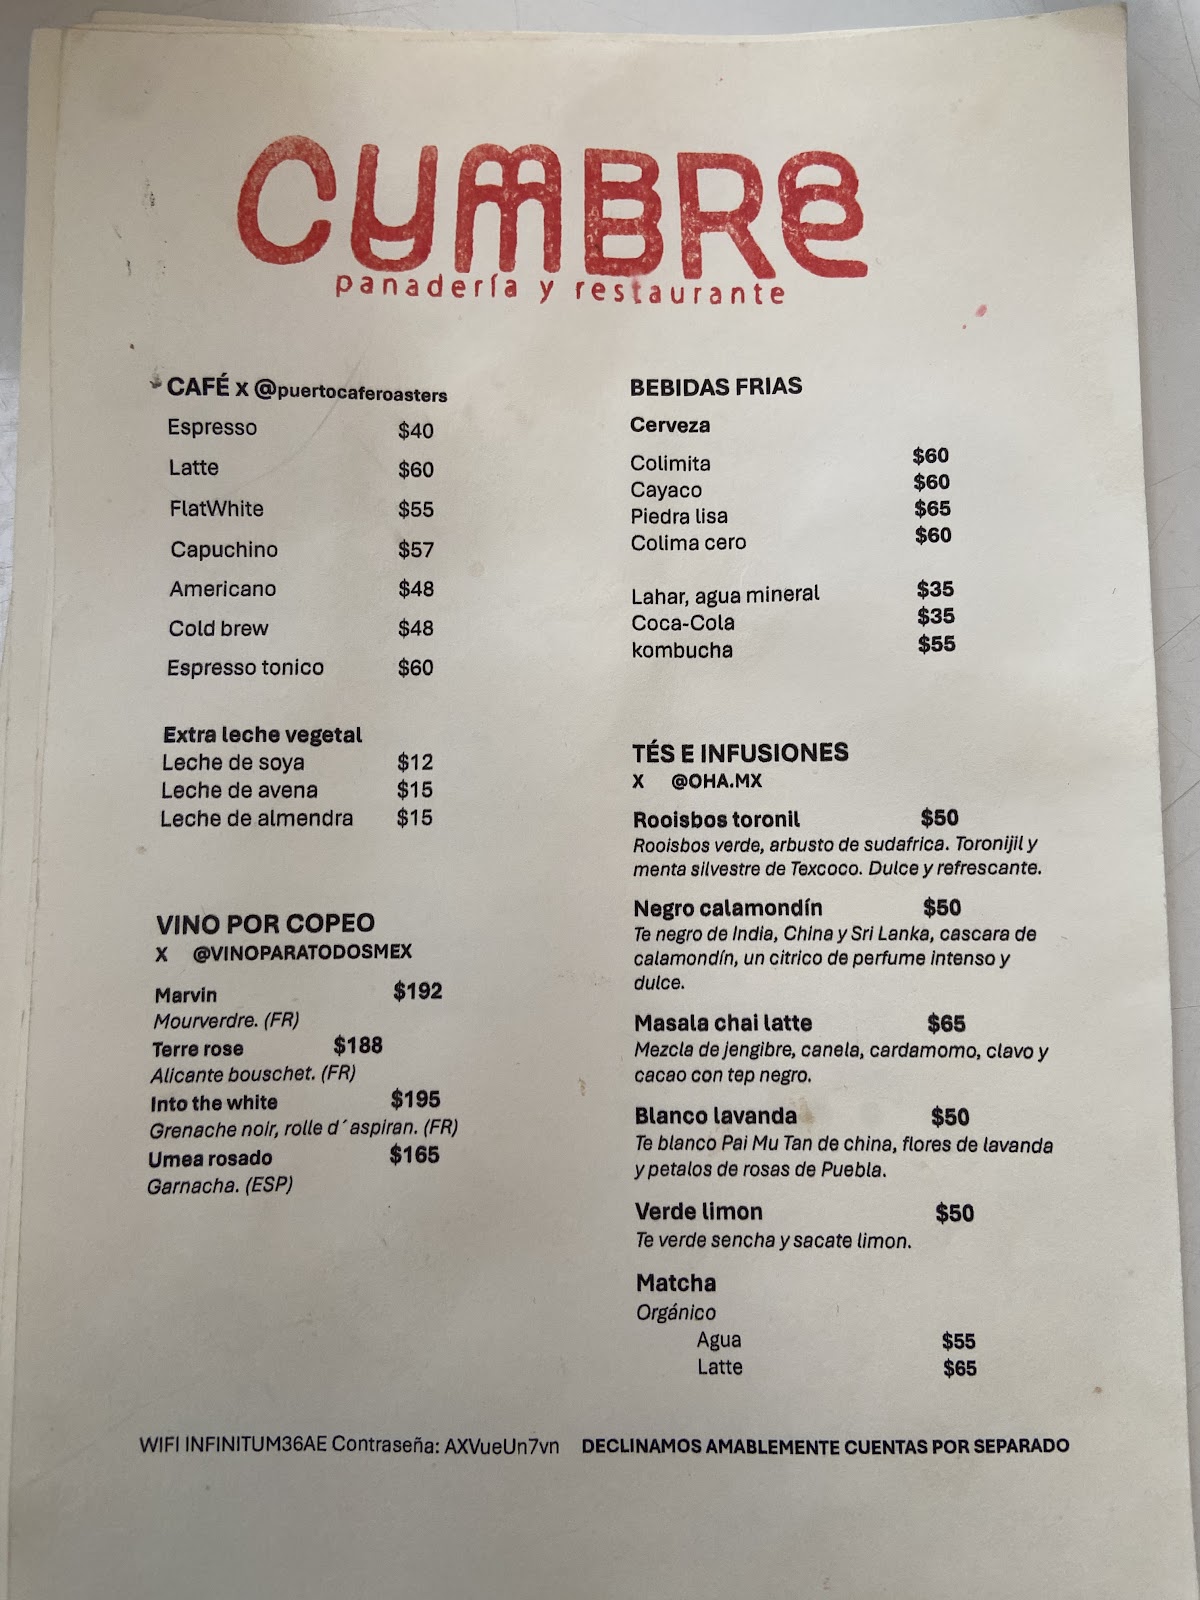 CUMBRE
panadería y restaurante
CAFÉ x @puertocaferoasters
Espresso $40
Latte $60
FlatWhite $55
Capuchino $57
Americano $48
Cold brew $48
Espresso tonico $60
Extra leche vegetal
Leche de soya $12
Leche de avena $15
Leche de almendra $15
VINO POR COPEO
X @VINOPARATODOSMEX
Marvin $192
Mourverdre. (FR)
Terre rose $188
Alicante bouschet. (FR)
Into the white $195
Grenache noir, rolle d´aspiran. (FR)
Umea rosado $165
Garnacha. (ESP)
BEBIDAS FRIAS
Cerveza
Colimita $60
Cayaco $60
Piedra lisa $65
Colima cero $60
Lahar, agua mineral $35
Coca-Cola $35
kombucha $55
TÉS E INFUSIONES
X @OHA.MX
Rooisbos toronil $50
Rooisbos verde, arbusto de sudafrica. Toronijil y
menta silvestre de Texcoco. Dulce y refrescante.
Negro calamondín $50
Te negro de India, China y Sri Lanka, cascara de
calamondín, un citrico de perfume intenso y
dulce.
Masala chai latte $65
Mezcla de jengibre, canela, cardamomo, clavo y
cacao con tep negro.
Blanco lavanda $50
Te blanco Pai Mu Tan de china, flores de lavanda
y petalos de rosas de Puebla.
Verde limon $50
Te verde sencha y sacate limon.
Matcha
Orgánico
Agua $55
Latte $65
WIFI INFINITUM36AE Contraseña: AXVueUn7vn DECLINAMOS AMABLEMENTE CUENTAS POR SEPARADO